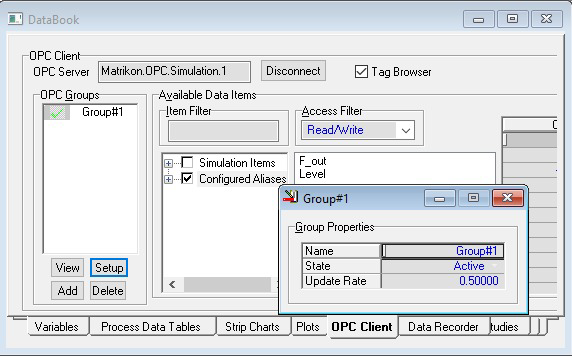 DataBook
OPC Client
OPC Server Matrikon.OPC.Simulation.1 Disconnect Tag Browser
OPC Groups
Group#1
Available Data Items
Item Filter
Access Filter
Read/Write
Simulation Items
Configured Aliases
F_out
Level
Group#1
Group Properties
Name Group#1
State Active
Update Rate 0.50000
View Setup
Add Delete
Variables Process Data Tables Strip Charts Plots OPC Client Data Recorder tudies